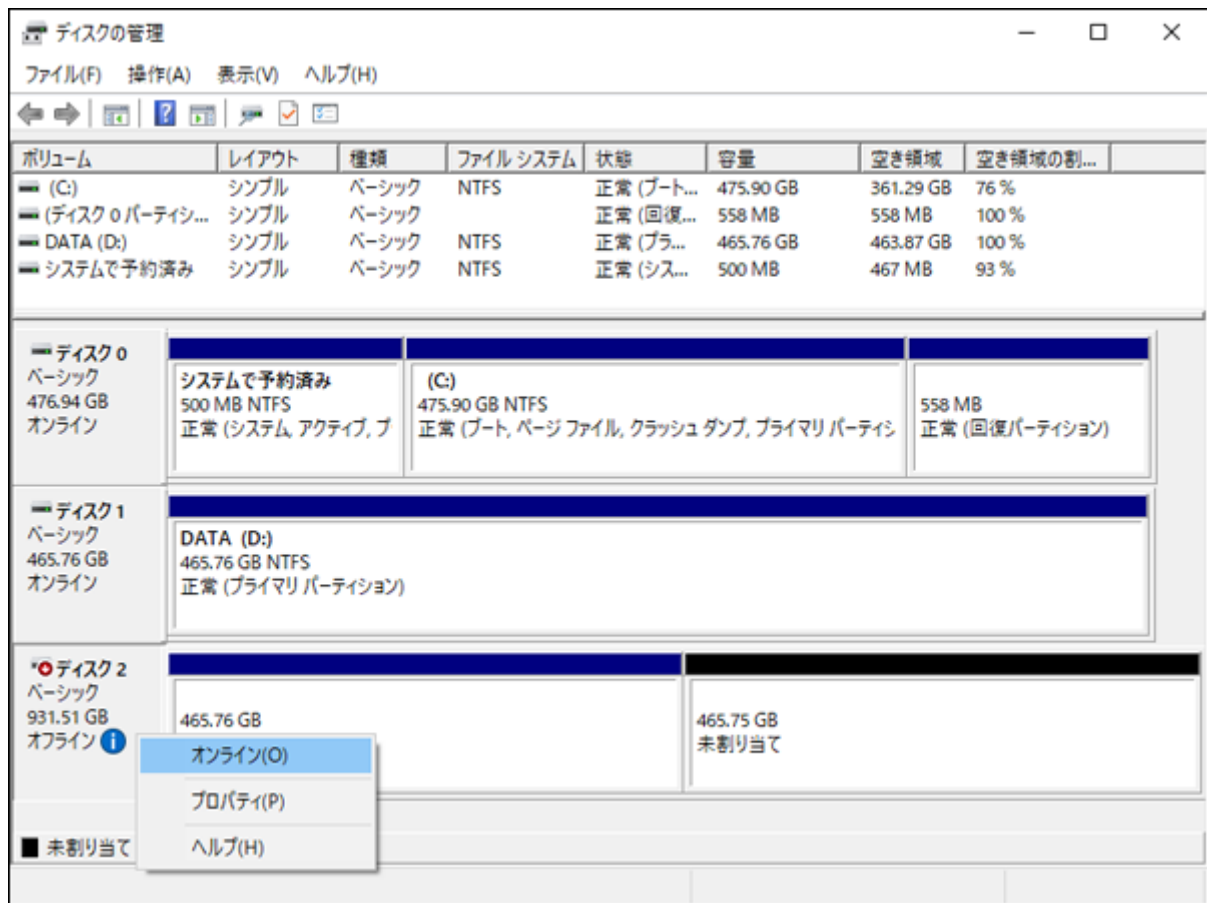 ディスクの管理
ファイル(F) 操作(A) 表示(V) ヘルプ(H)
ボリューム レイアウト 種類 ファイル システム 状態 容量 空き領域 空き領域の割...
(C:) シンプル ベーシック NTFS 正常 (ブート... 475.90 GB 361.29 GB 76 %
(ディスク 0 パーティシ... シンプル ベーシック 正常 (回復... 558 MB 558 MB 100 %
DATA (D:) シンプル ベーシック NTFS 正常 (プラ... 465.76 GB 463.87 GB 100 %
システムで予約済み シンプル ベーシック NTFS 正常 (シス... 500 MB 467 MB 93 %
ディスク 0
ベーシック
476.94 GB
オンライン
システムで予約済み
500 MB NTFS
正常 (システム, アクティブ, プ
(C:)
475.90 GB NTFS
正常 (ブート, ページ ファイル, クラッシュ ダンプ, プライマリ パーティシ
558 MB
正常 (回復パーティション)
ディスク 1
ベーシック
465.76 GB
オンライン
DATA (D:)
465.76 GB NTFS
正常 (プライマリ パーティション)
ディスク 2
ベーシック
931.51 GB
オフライン
465.76 GB
465.75 GB
未割り当て
オンライン(O)
プロパティ(P)
ヘルプ(H)
未割り当て